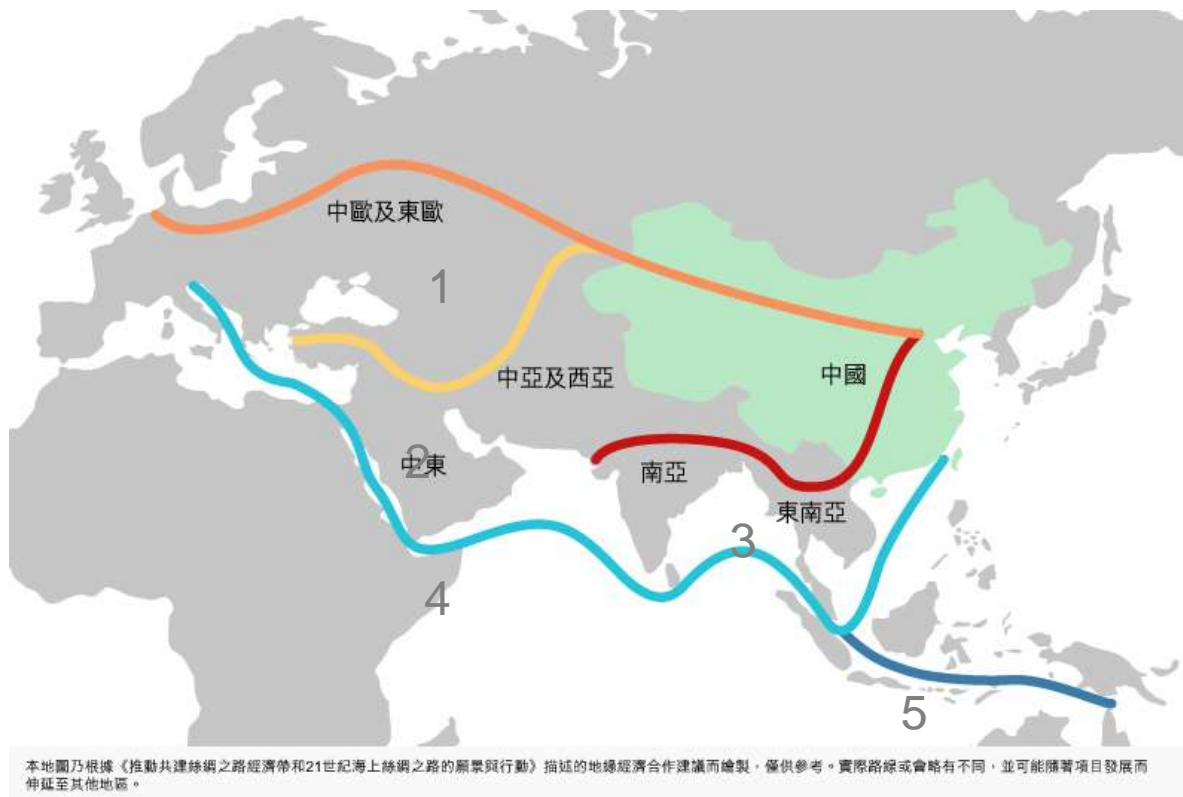 中歐及東歐
1
中亞及西亞
中國
2
中東
南亞
東南亞
3
4
5
本地圖乃根據《推動共建絲綢之路經濟帶和21世紀海上絲綢之路的願景與行動》描述的地緣經濟合作建議而繪製，僅供參考。實際路線或會略有不同，並可能隨著項目發展而
伸延至其他地區。